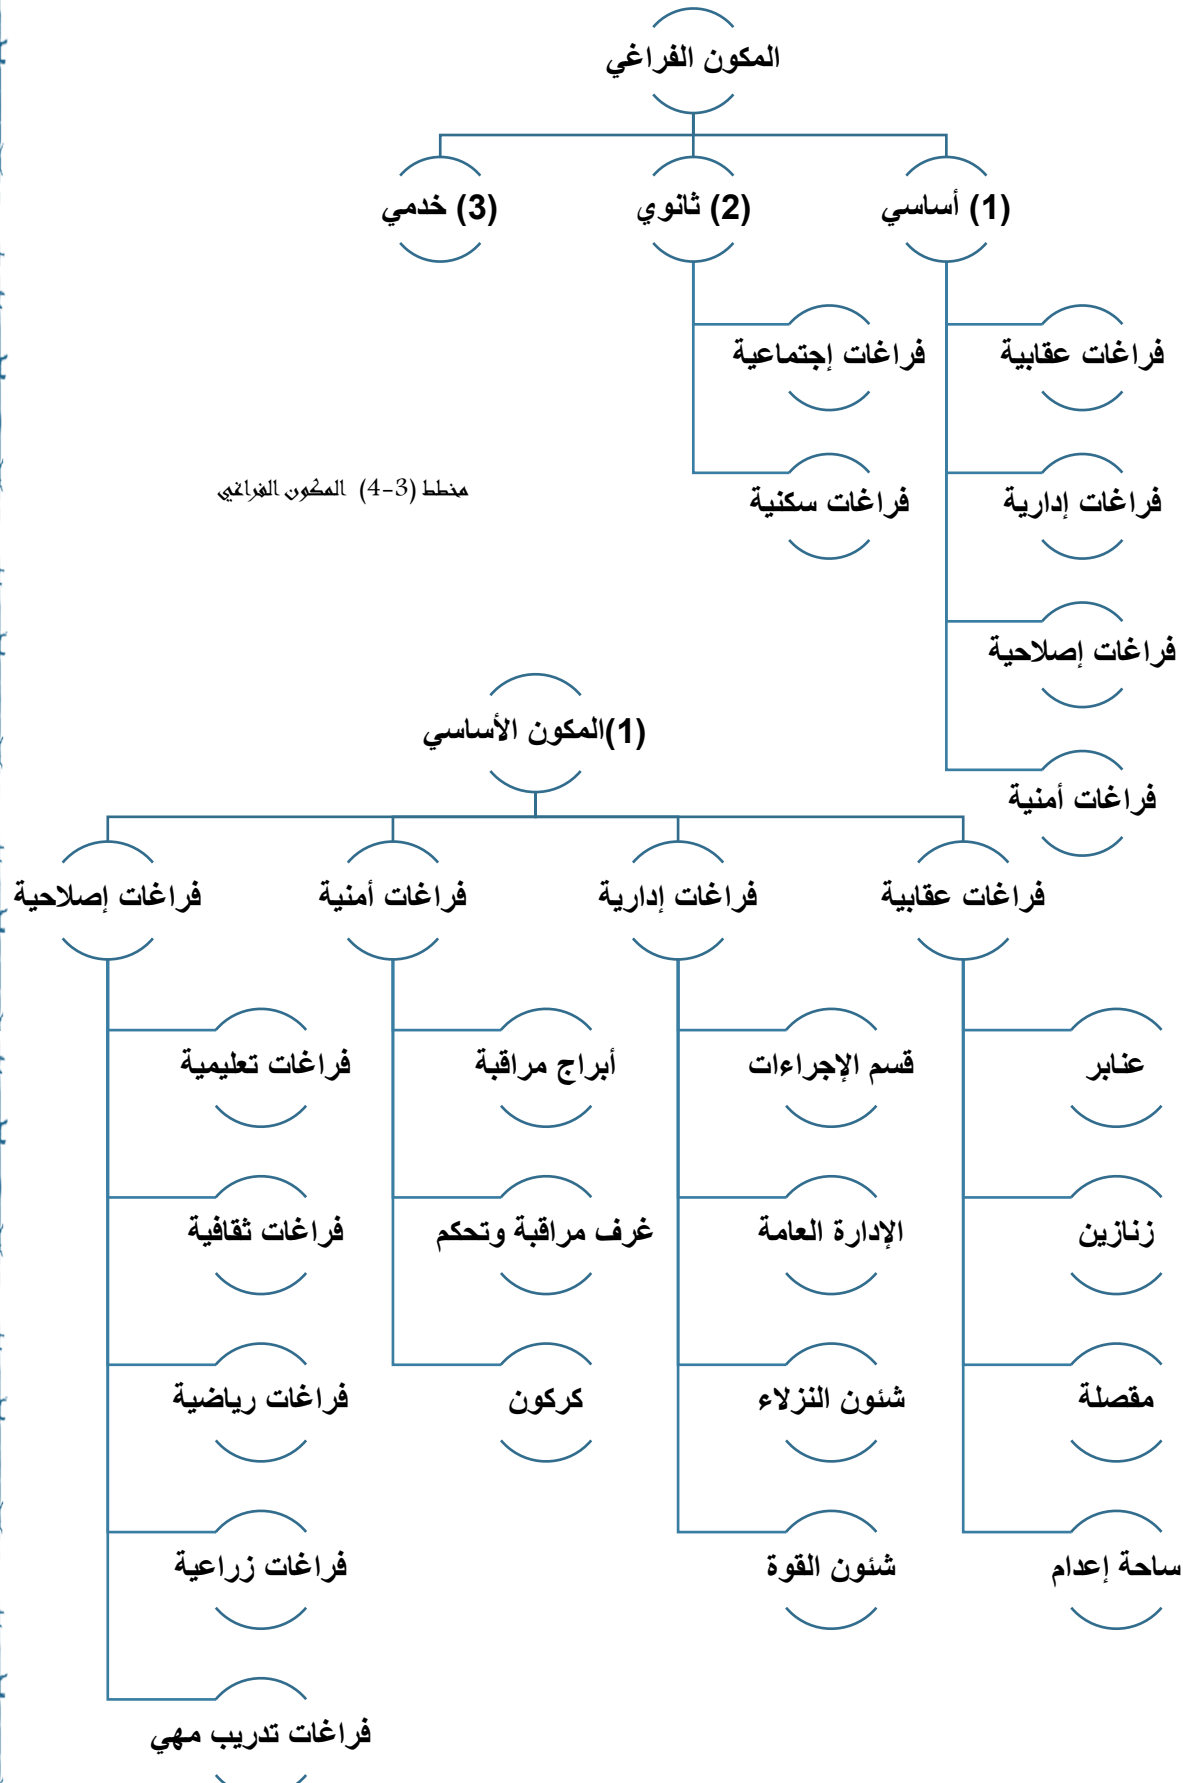 المكون الفراغي
(1) أساسي
(2) ثانوي
(3) خدمي
فراغات عقابية
فراغات إجتماعية
فراغات إدارية
فراغات سكنية
مخطط (3-4) المكون الفراغي
فراغات إصلاحية
فراغات أمنية
(1)المكون الأساسي
فراغات عقابية
فراغات إدارية
فراغات أمنية
فراغات إصلاحية
عنابر
قسم الإجراءات
أبراج مراقبة
فراغات تعليمية
زنازين
الإدارة العامة
غرف مراقبة وتحكم
فراغات ثقافية
مقصلة
شئون النزلاء
كركون
فراغات رياضية
ساحة إعدام
شئون القوة
فراغات زراعية
فراغات تدريب مهي